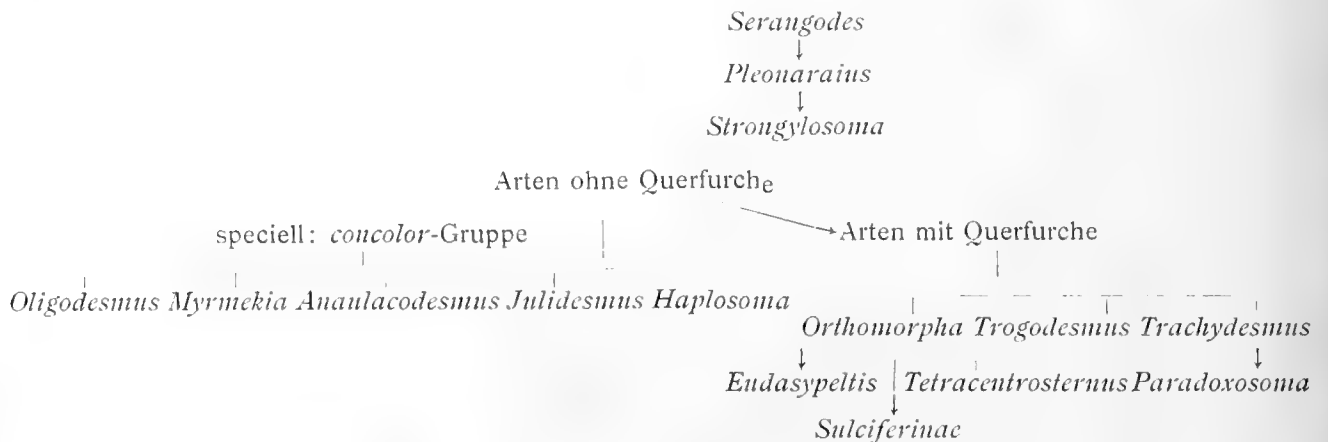 Serangodes
Pleonaraius
Strongylosoma
Arten ohne Querfurche
speciell: concolor-Gruppe
Arten mit Querfurche
Oligodesmus Myrmekia Anaulacodesmus Julidesmus Haplosoma
Orthomorpha Trogodesmus Trachydesmus
Eudasypeltis Tetracentrosternus Paradoxosoma
Sulciferinae